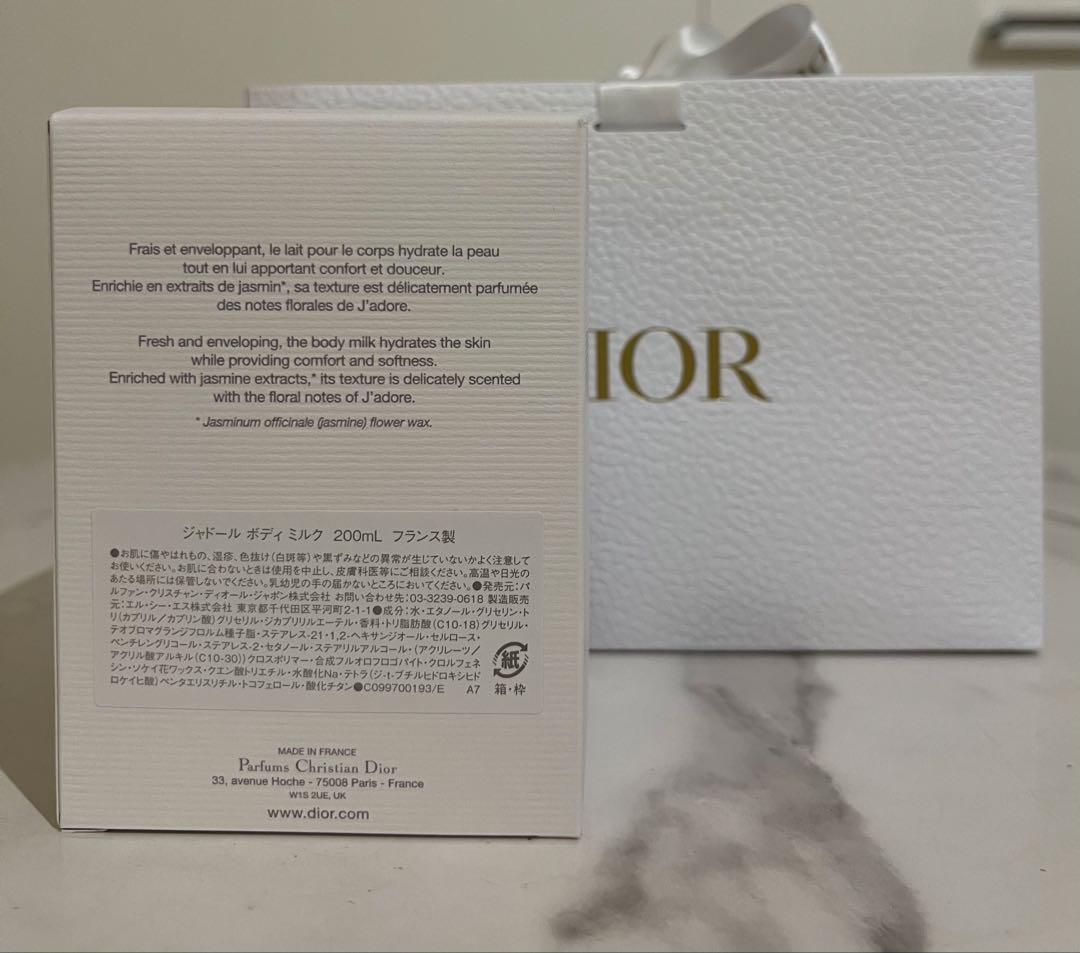 Frais et enveloppant, le lait pour le corps hydrate la peau
tout en lui apportant confort et douceur.
Enrichie en extraits de jasmin*, sa texture est délicatement parfumée
des notes florales de J'adore.
Fresh and enveloping, the body milk hydrates the skin
while providing comfort and softness.
Enriched with jasmine extracts,* its texture is delicately scented
with the floral notes of J'adore.
* Jasminum officinale (jasmine) flower wax.
ジャドール ボディ ミルク 200mL フランス製
●お肌に傷やはれもの、湿疹、色抜け(白斑等)や黒ずみなどの異常が生じていないかよく注意して
お使いください。お肌に合わないときは使用を中止し、皮膚科医等にご相談ください。高温や日光の
あたる場所には保管しないでください。乳幼児の手の届かないところにおいてください。●発売元:パ
ルファン・クリスチャン・ディオール・ジャポン株式会社 お問い合わせ先:03-3239-0618 製造販売
元:エル・シー・エス株式会社 東京都千代田区平河町2-1-1●成分:水・エタノール・グリセリン・ト
リ(カプリル/カプリン酸)グリセリル・ジカプリリルエーテル・香料・トリ脂肪酸(C10-18)グリセリル・
テオブロマグランジフロルム種子脂・ステアレス-21・1,2-ヘキサンジオール・セルロース・
ペンチレングリコール・ステアレス-2・セタノール・ステアリルアルコール・(アクリレーツ/
アクリル酸アルキル(C10-30))クロスポリマー・合成フルオロフロゴパイト・クロルフェネ
シン・ソケイ花ワックス・クエン酸トリエチル・水酸化Na・テトラ(ジ-t-ブチルヒドロキシヒド
ロケイヒ酸)ペンタエリスリチル・トコフェロール・酸化チタン●C099700193/E A7
紙
箱・枠
MADE IN FRANCE
Parfums Christian Dior
33, avenue Hoche - 75008 Paris - France
W1S 2UE, UK
www.dior.com
IOR